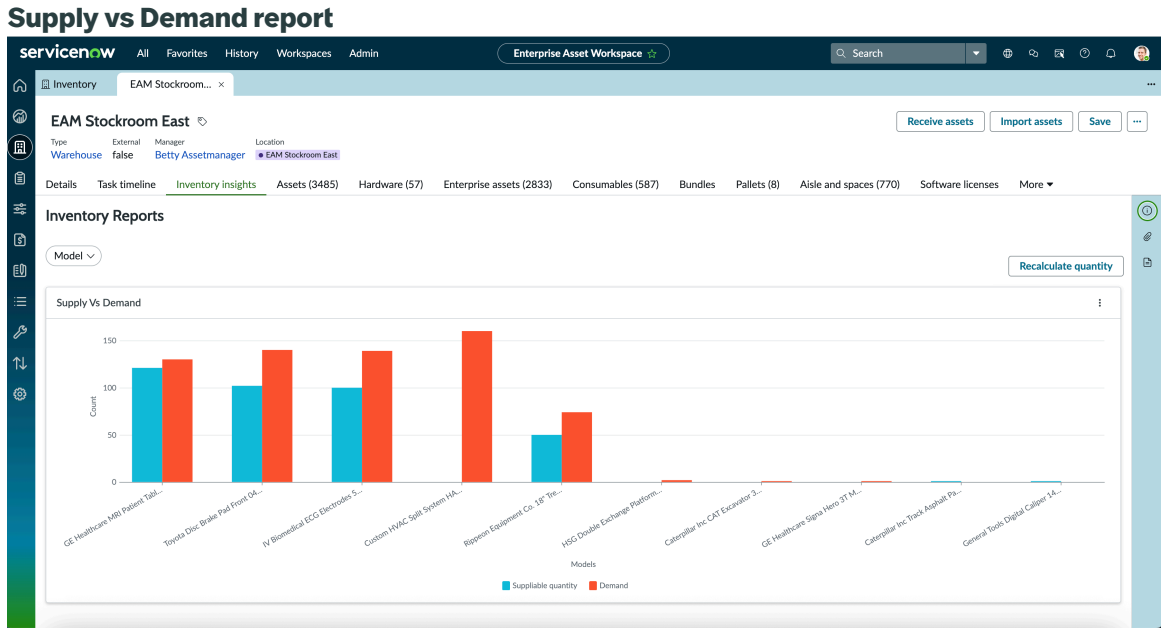 Supply vs Demand report
servicenow All Favorites History Workspaces Admin Enterprise Asset Workspace Search
Inventory EAM Stockroom... ×
EAM Stockroom East Receive assets Import assets Save
Type External Manager Location
Warehouse false Betty Assetmanager EAM Stockroom East
Details Task timeline Inventory insights Assets (3485) Hardware (57) Enterprise assets (2833) Consumables (587) Bundles Pallets (8) Aisle and spaces (770) Software licenses More
Inventory Reports
Model
Recalculate quantity
Supply Vs Demand
150
100
50
0
Count
GE Healthcare MRI Patient Tabl...
Toyota Disc Brake Pad Front 04...
IV Biomedical ECG Electrodes S...
Custom HVAC Split System HA...
Rippeon Equipment Co. 18" Tre...
HSG Double Exchange Platform...
Caterpillar Inc CAT Excavator 3...
GE Healthcare Signa Hero 3T M...
Caterpillar Inc Track Asphalt Pa...
General Tools Digital Caliper 14...
Models
Suppliable quantity Demand